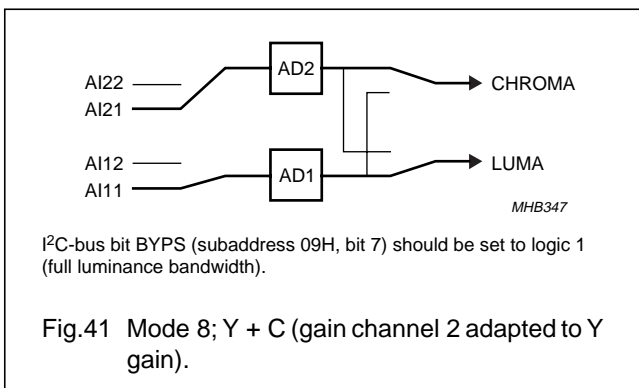 AI22
AI21
AD2
CHROMA
AI12
AI11
AD1
LUMA
MHB347
I²C-bus bit BYPS (subaddress 09H, bit 7) should be set to logic 1
(full luminance bandwidth).
Fig.41 Mode 8; Y + C (gain channel 2 adapted to Y
gain).